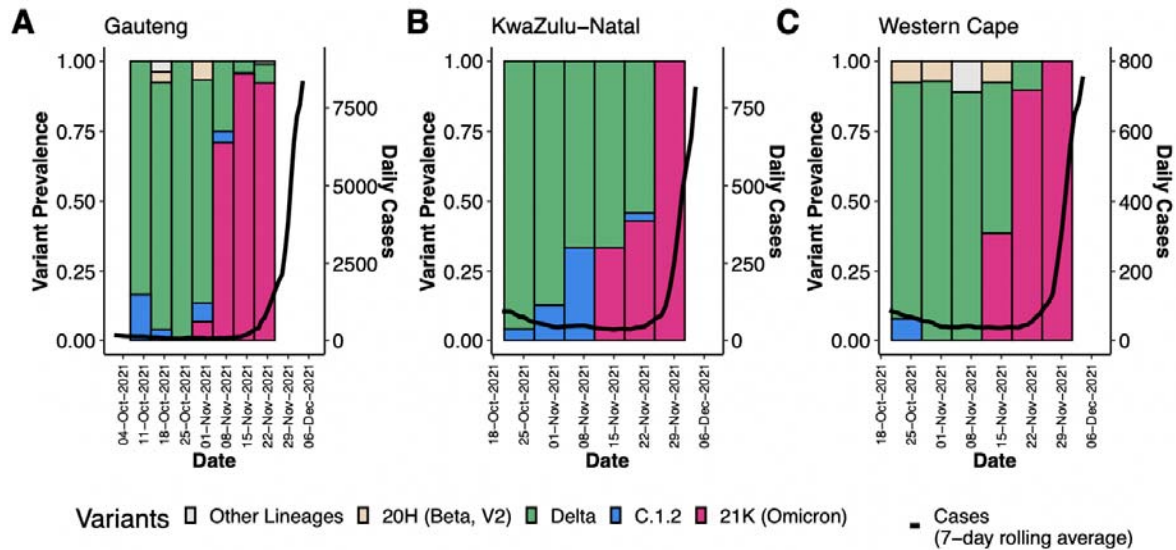 A
Gauteng
1.00
0.75
0.50
0.25
0.00
Variant Prevalence
7500
5000
2500
0
Daily Cases
04–Oct–2021
11–Oct–2021
18–Oct–2021
25–Oct–2021
01–Nov–2021
08–Nov–2021
15–Nov–2021
22–Nov–2021
29–Nov–2021
06–Dec–2021
Date
B
KwaZulu–Natal
1.00
0.75
0.50
0.25
0.00
Variant Prevalence
750
500
250
0
Daily Cases
18–Oct–2021
25–Oct–2021
01–Nov–2021
08–Nov–2021
15–Nov–2021
22–Nov–2021
29–Nov–2021
06–Dec–2021
Date
C
Western Cape
1.00
0.75
0.50
0.25
0.00
Variant Prevalence
800
600
400
200
0
Daily Cases
18–Oct–2021
25–Oct–2021
01–Nov–2021
08–Nov–2021
15–Nov–2021
22–Nov–2021
29–Nov–2021
06–Dec–2021
Date
Variants Other Lineages 20H (Beta, V2) Delta C.1.2 21K (Omicron)
Cases
(7–day rolling average)